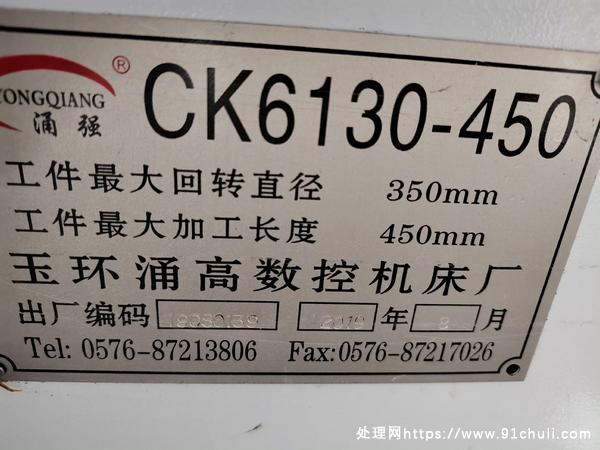 YONGQIANG ®
涌强
CK6130-450
工件最大回转直径 350mm
工件最大加工长度 450mm
玉环涌高数控机床厂
出厂编码 2019 年 8 月
Tel: 0576-87213806 Fax:0576-87217026
处理网https://www.91chuli.com